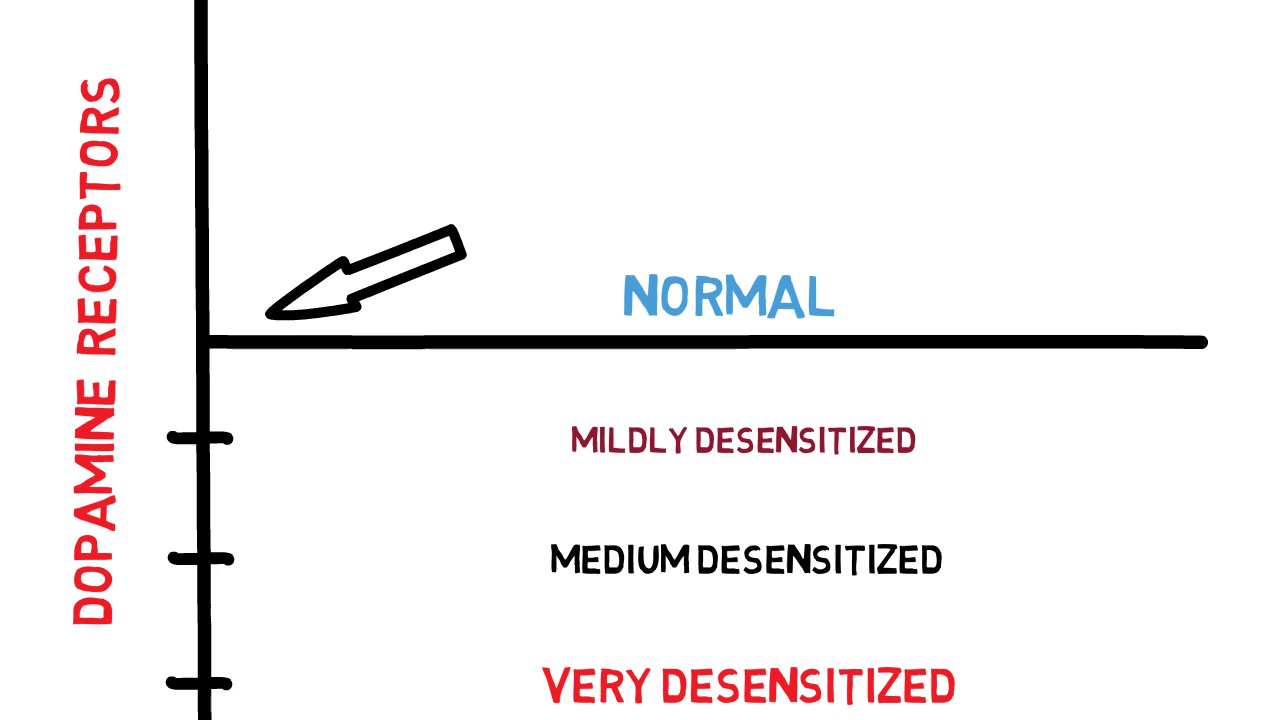 DOPAMINE RECEPTORS
NORMAL
MILDLY DESENSITIZED
MEDIUM DESENSITIZED
VERY DESENSITIZED